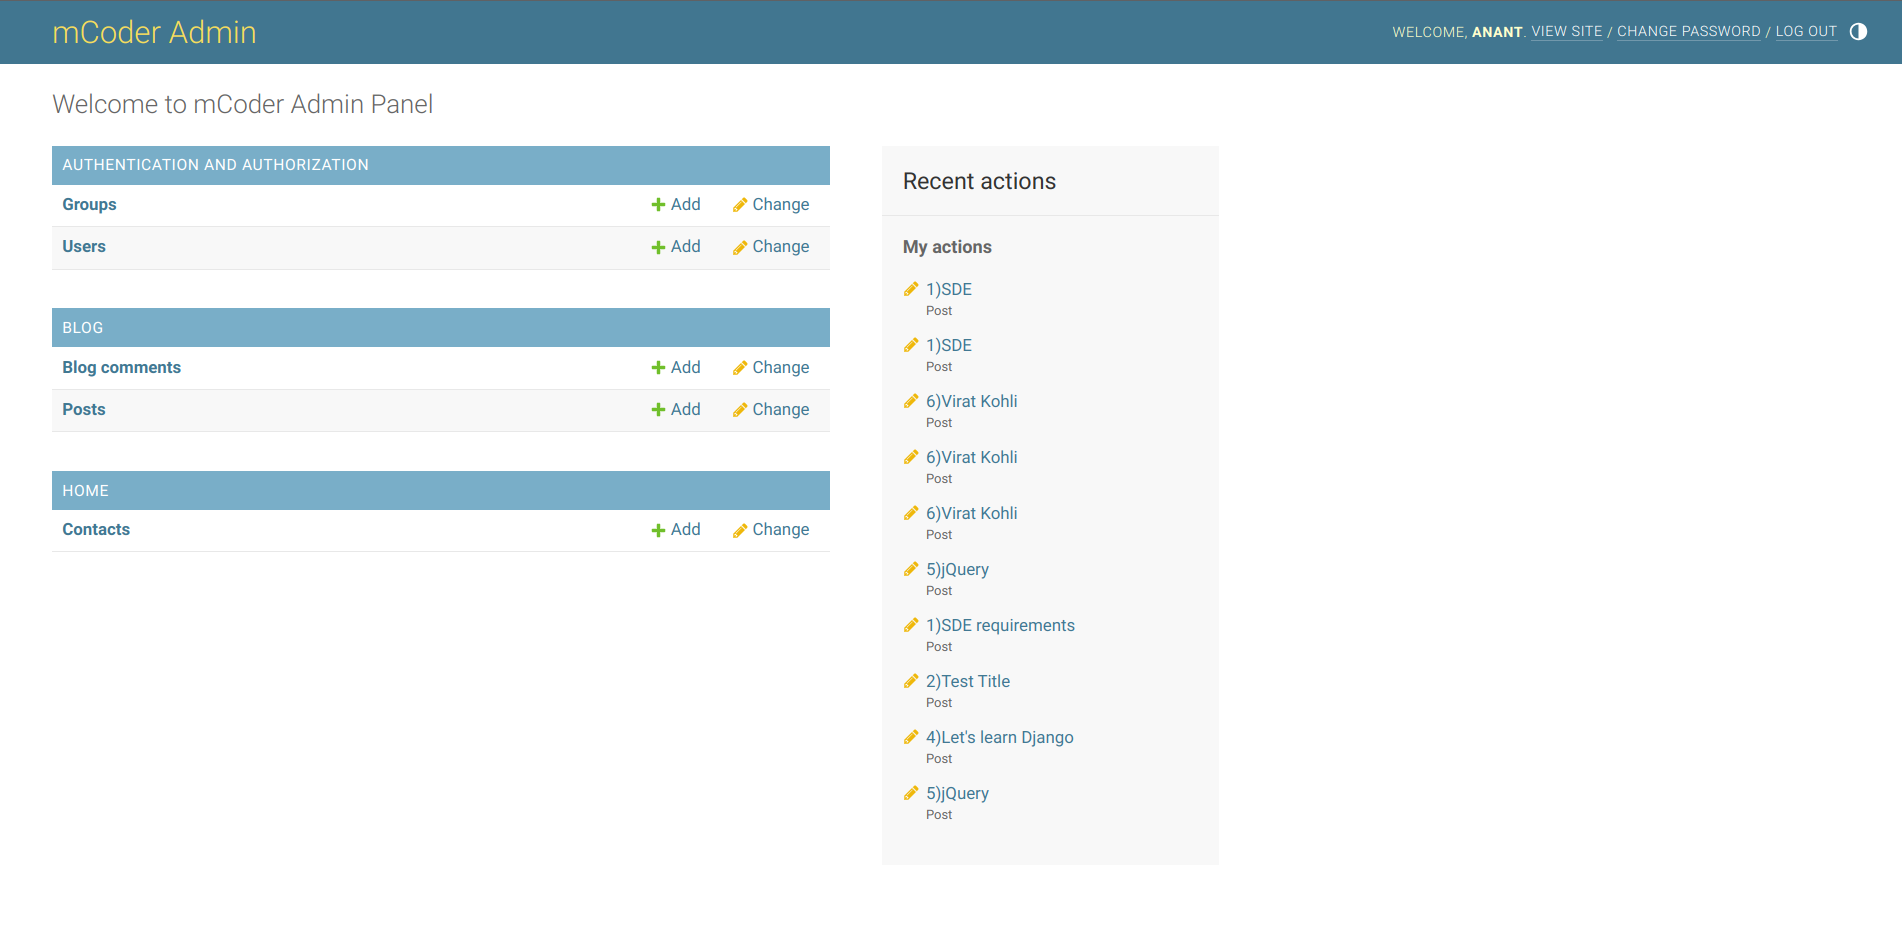 mCoder Admin
WELCOME, ANANT. VIEW SITE / CHANGE PASSWORD / LOG OUT
Welcome to mCoder Admin Panel
AUTHENTICATION AND AUTHORIZATION
Groups Add Change
Users Add Change
BLOG
Blog comments Add Change
Posts Add Change
HOME
Contacts Add Change
Recent actions
My actions
1)SDE
Post
1)SDE
Post
6)Virat Kohli
Post
6)Virat Kohli
Post
6)Virat Kohli
Post
5)jQuery
Post
1)SDE requirements
Post
2)Test Title
Post
4)Let's learn Django
Post
5)jQuery
Post